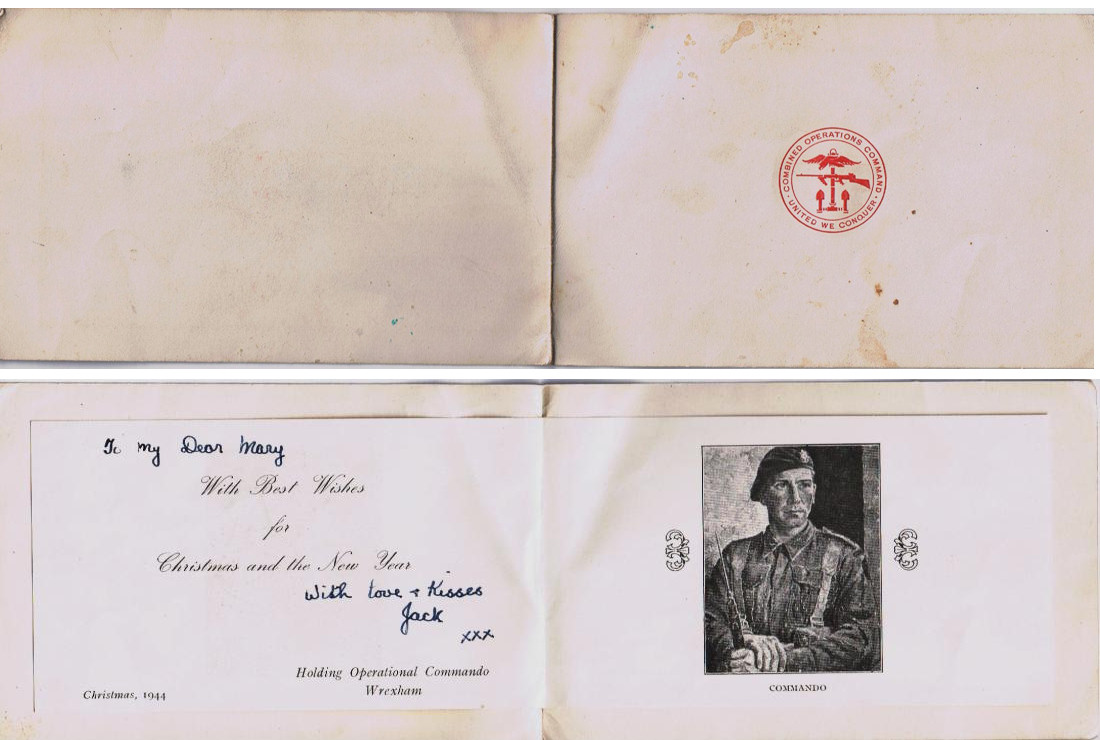 COMBINED OPERATIONS COMMAND
· UNITED WE CONQUER ·
To my Dear Mary
With Best Wishes
for
Christmas and the New Year
With love & Kisses
Jack
xxx
Holding Operational Commando
Wrexham
Christmas, 1944
COMMANDO